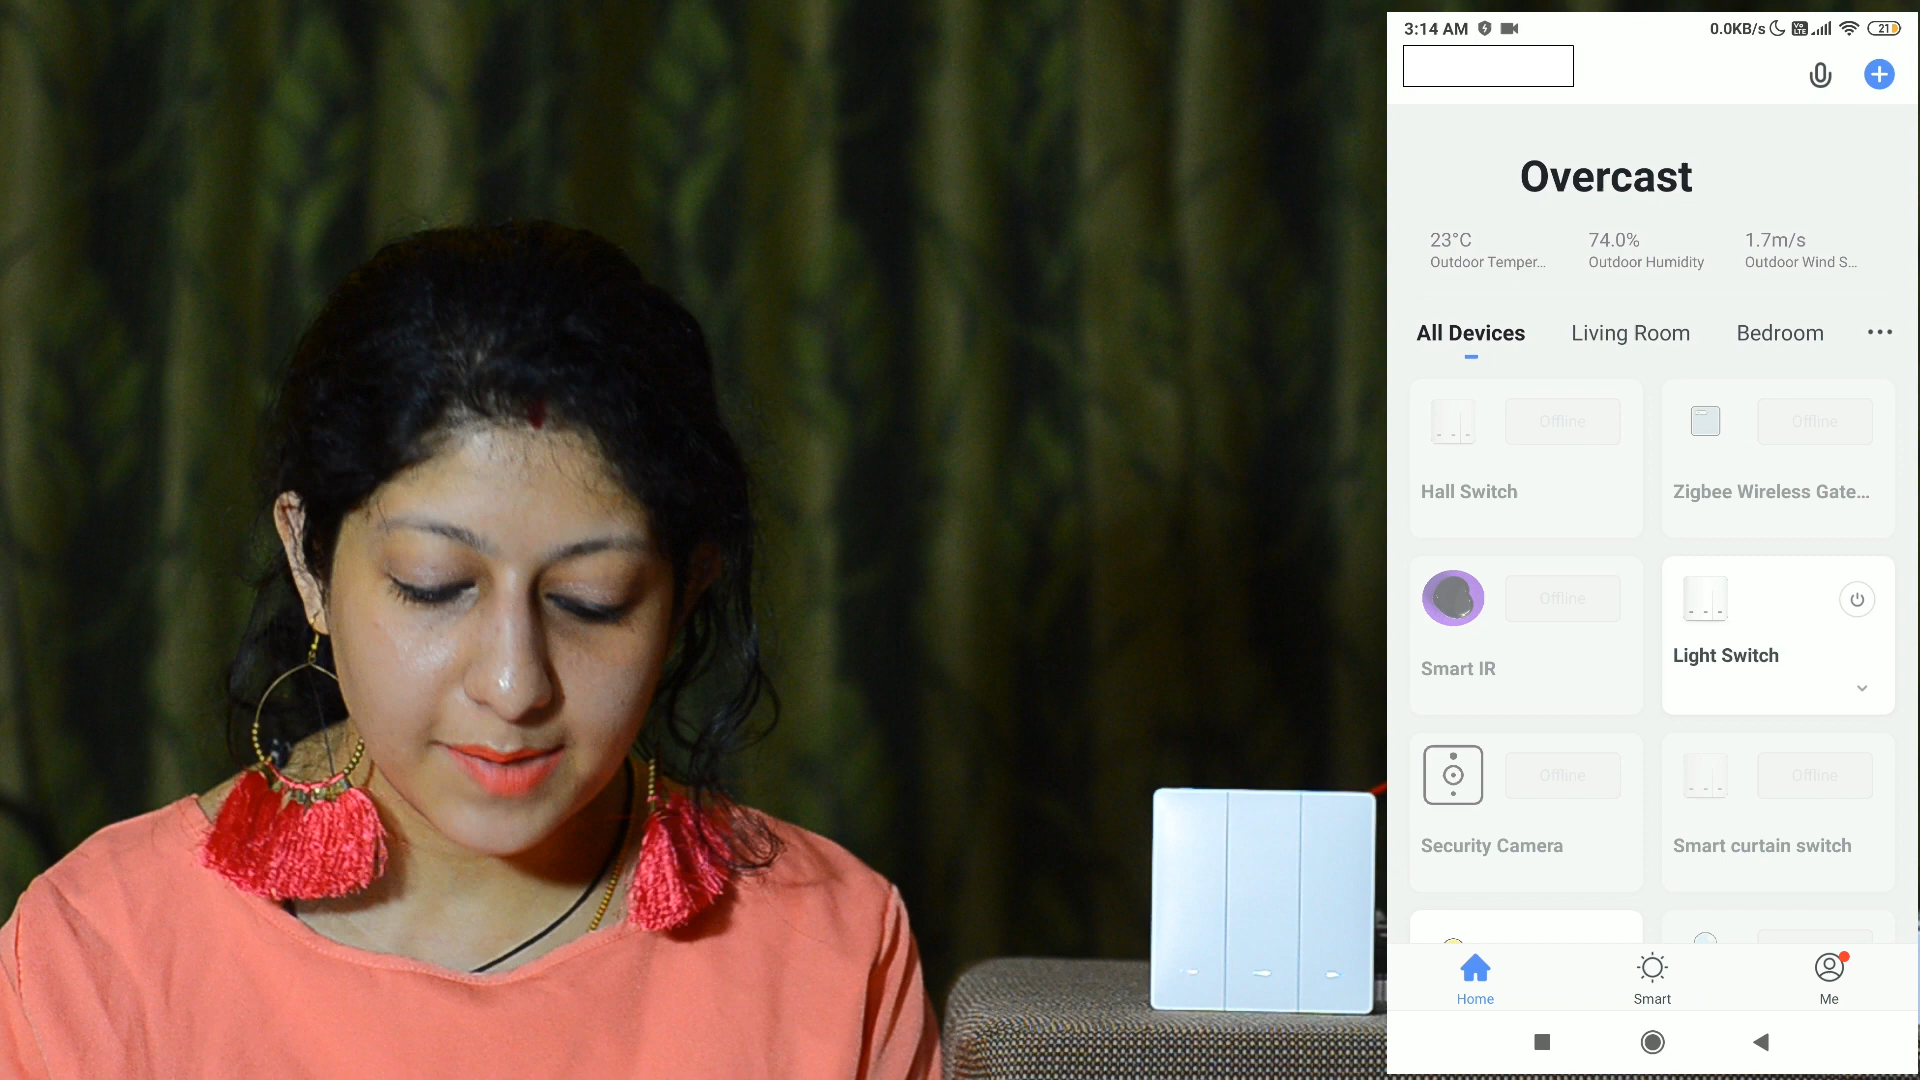 3:14 AM 0.0KB/s Vo LTE 21
Overcast
23°C 74.0% 1.7m/s
Outdoor Temper... Outdoor Humidity Outdoor Wind S...
All Devices Living Room Bedroom
Offline Offline
Hall Switch Zigbee Wireless Gate...
Offline
Smart IR Light Switch
Offline Offline
Security Camera Smart curtain switch
Home Smart Me